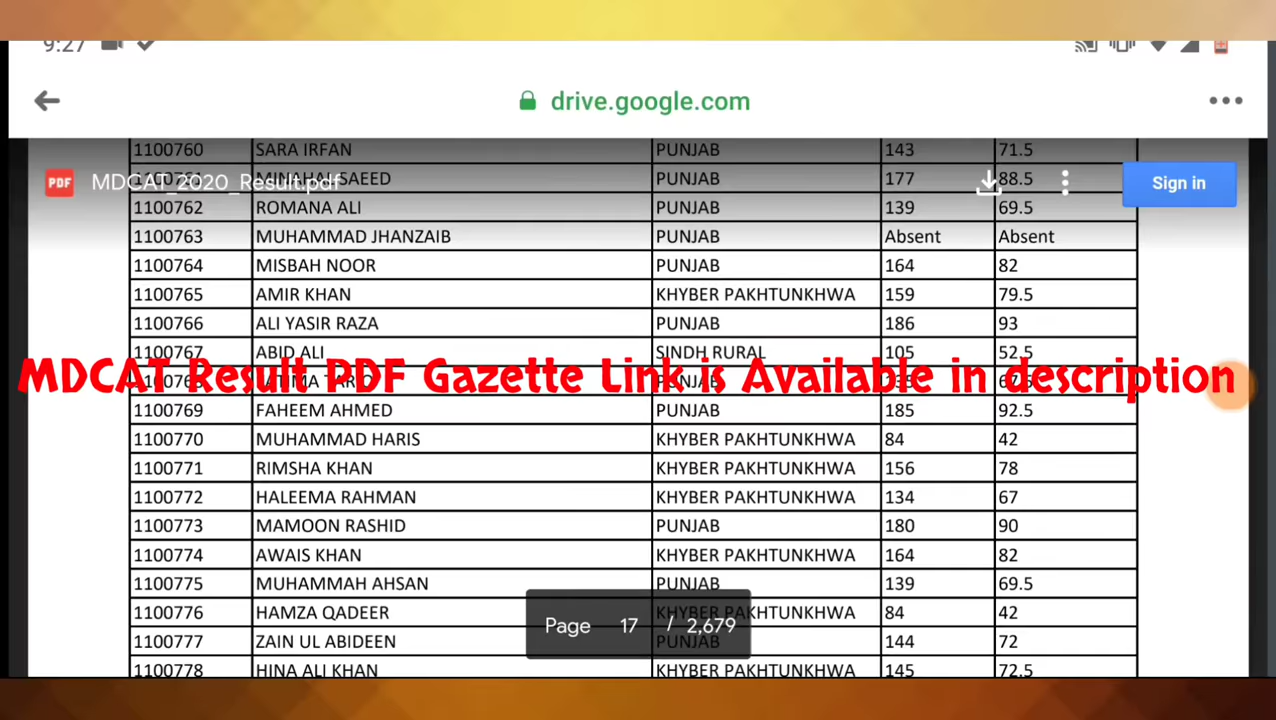 9:27
drive.google.com
1100760 SARA IRFAN PUNJAB 143 71.5
MDCAT_2020_Result.pdf
SAEED PUNJAB 177 88.5
Sign in
1100762 ROMANA ALI PUNJAB 139 69.5
1100763 MUHAMMAD JHANZAIB PUNJAB Absent Absent
1100764 MISBAH NOOR PUNJAB 164 82
1100765 AMIR KHAN KHYBER PAKHTUNKHWA 159 79.5
1100766 ALI YASIR RAZA PUNJAB 186 93
1100767 ABID ALI SINDH RURAL 105 52.5
MDCAT Result PDF Gazette Link is Available in description
PUNJAB
1100769 FAHEEM AHMED PUNJAB 185 92.5
1100770 MUHAMMAD HARIS KHYBER PAKHTUNKHWA 84 42
1100771 RIMSHA KHAN KHYBER PAKHTUNKHWA 156 78
1100772 HALEEMA RAHMAN KHYBER PAKHTUNKHWA 134 67
1100773 MAMOON RASHID PUNJAB 180 90
1100774 AWAIS KHAN KHYBER PAKHTUNKHWA 164 82
1100775 MUHAMMAH AHSAN PUNJAB 139 69.5
1100776 HAMZA QADEER KHYBER PAKHTUNKHWA 84 42
Page 17 / 2,679
1100777 ZAIN UL ABIDEEN PUNJAB 144 72
1100778 HINA ALI KHAN KHYBER PAKHTUNKHWA 145 72.5